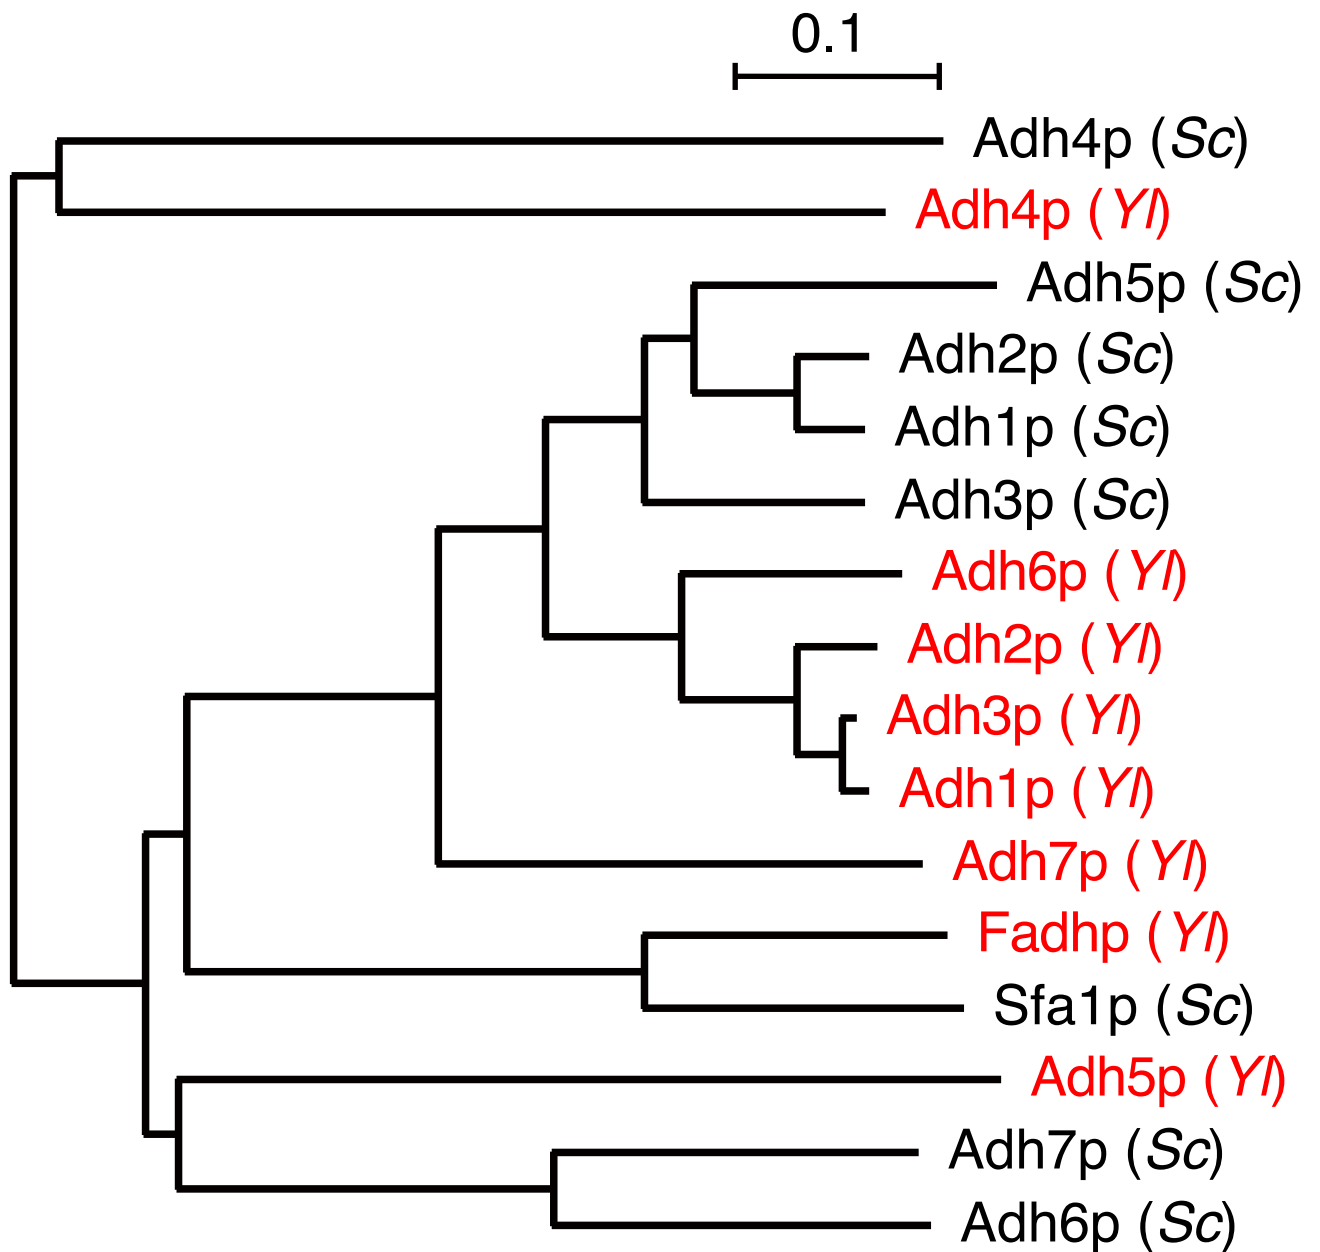 0.1
Adh4p (Sc)
Adh4p (Yl)
Adh5p (Sc)
Adh2p (Sc)
Adh1p (Sc)
Adh3p (Sc)
Adh6p (Yl)
Adh2p (Yl)
Adh3p (Yl)
Adh1p (Yl)
Adh7p (Yl)
Fadhp (Yl)
Sfa1p (Sc)
Adh5p (Yl)
Adh7p (Sc)
Adh6p (Sc)